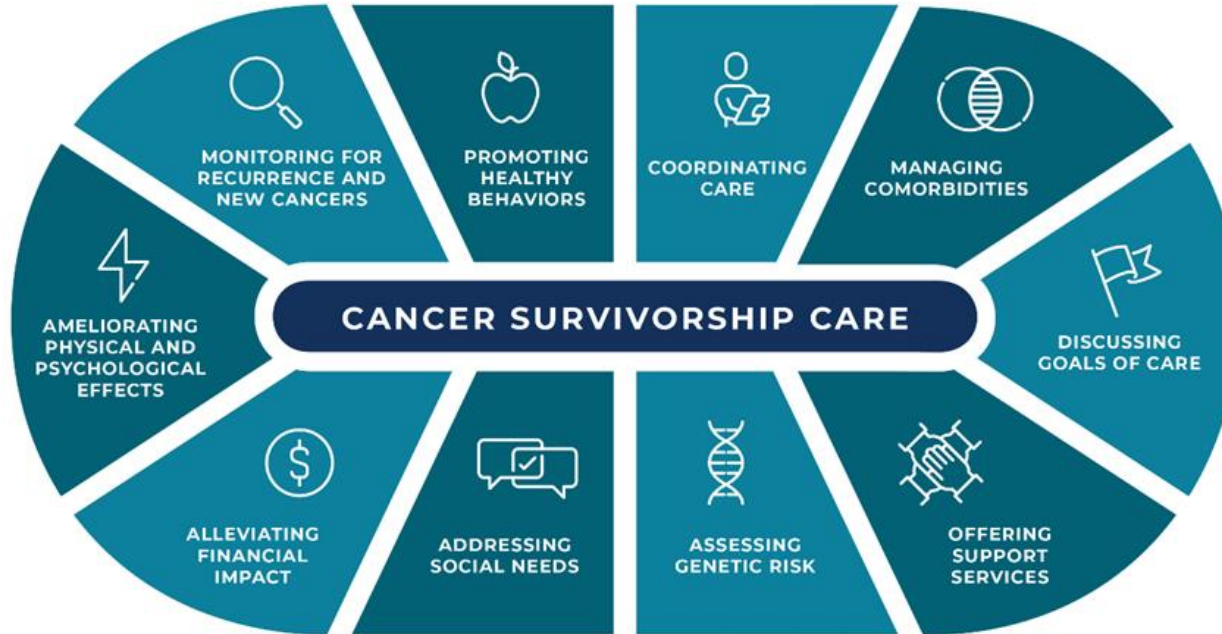 MONITORING FOR
RECURRENCE AND
NEW CANCERS
PROMOTING
HEALTHY
BEHAVIORS
COORDINATING
CARE
MANAGING
COMORBIDITIES
AMELIORATING
PHYSICAL AND
PSYCHOLOGICAL
EFFECTS
CANCER SURVIVORSHIP CARE
DISCUSSING
GOALS OF CARE
$
ALLEVIATING
FINANCIAL
IMPACT
ADDRESSING
SOCIAL NEEDS
ASSESSING
GENETIC RISK
OFFERING
SUPPORT
SERVICES